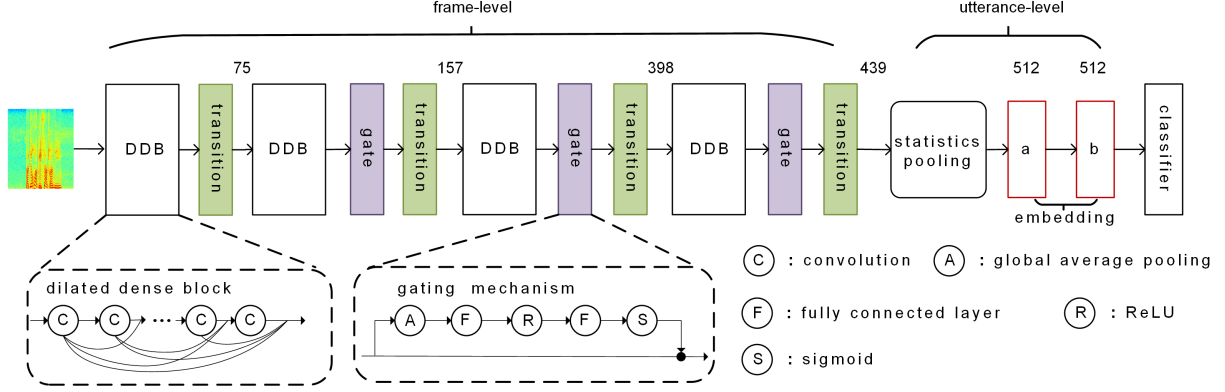 frame-level
utterance-level
75
157
398
439
512
512
DDB
transition
DDB
gate
transition
DDB
gate
transition
DDB
gate
transition
statistics
pooling
a
b
classifier
embedding
dilated dense block
C C ··· C C
gating mechanism
A F R F S
C : convolution
A : global average pooling
F : fully connected layer
R : ReLU
S : sigmoid